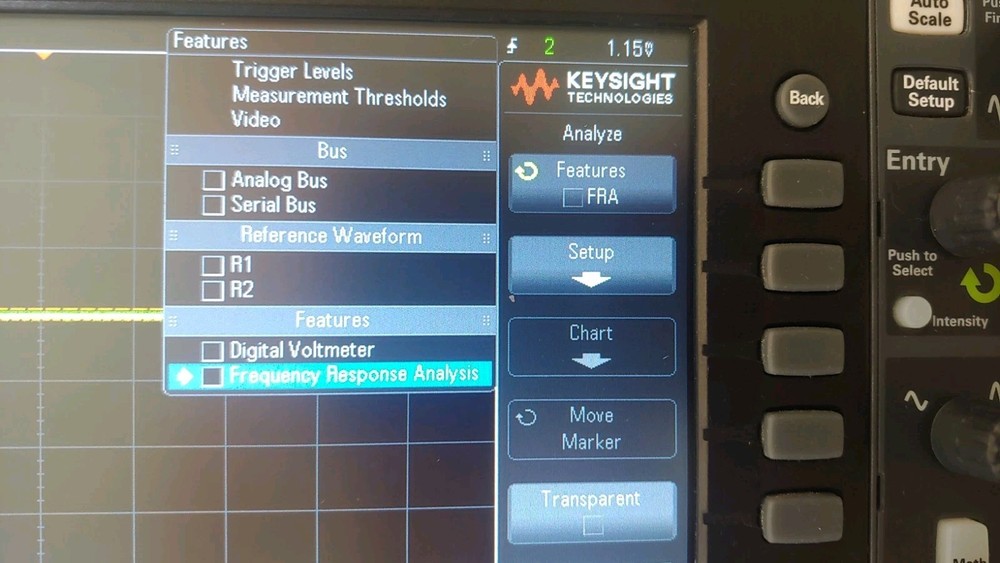 Features
Trigger Levels
Measurement Thresholds
Video
Bus
Analog Bus
Serial Bus
Reference Waveform
R1
R2
Features
Digital Voltmeter
Frequency Response Analysis
2 1.15V
KEYSIGHT
TECHNOLOGIES
Analyze
Features
FRA
Setup
Chart
Move
Marker
Transparent
Back
Auto
Scale
Default
Setup
Entry
Push to
Select
Intensity